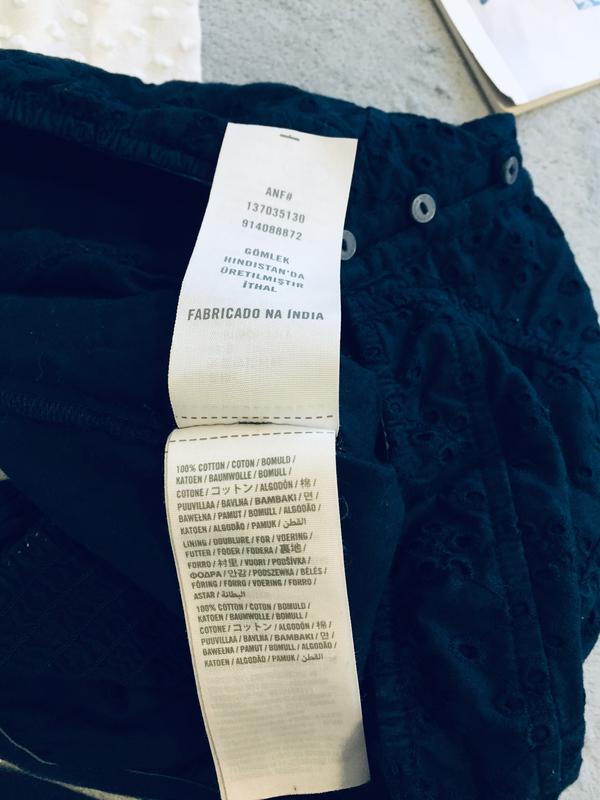 ANF#
137035130
914088872
GÖMLEK
HINDISTAN'DA
ÜRETILMIŞTIR
İTHAL
FABRICADO NA ÍNDIA
100% COTTON / COTON / BOMULD /
KATOEN / BAUMWOLLE / BOMULL /
COTONE / コットン / ALGODÓN / 棉 /
PUUVILLAA / BAVLNA / BAMBAKI / 면 /
BAWEŁNA / PAMUT / BOMULL / ALGODÃO /
KATOEN / ALGODÃO / PAMUK / القطن
LINING / DOUBLURE / FOR / VOERING /
FUTTER / FODER / FODERA / 裏地 /
FORRO / 衬里 / VUORI / PODŠÍVKA /
ΦΟΔΡΑ / 안감 / PODSZEWKA / BÉLÉS /
FÔRING / FORRO / VOERING / FORRO /
ASTAR / البطانة
100% COTTON / COTON / BOMULD /
KATOEN / BAUMWOLLE / BOMULL /
COTONE / コットン / ALGODÓN / 棉 /
PUUVILLAA / BAVLNA / BAMBAKI / 면 /
BAWEŁNA / PAMUT / BOMULL / ALGODÃO /
KATOEN / ALGODÃO / PAMUK / القطن